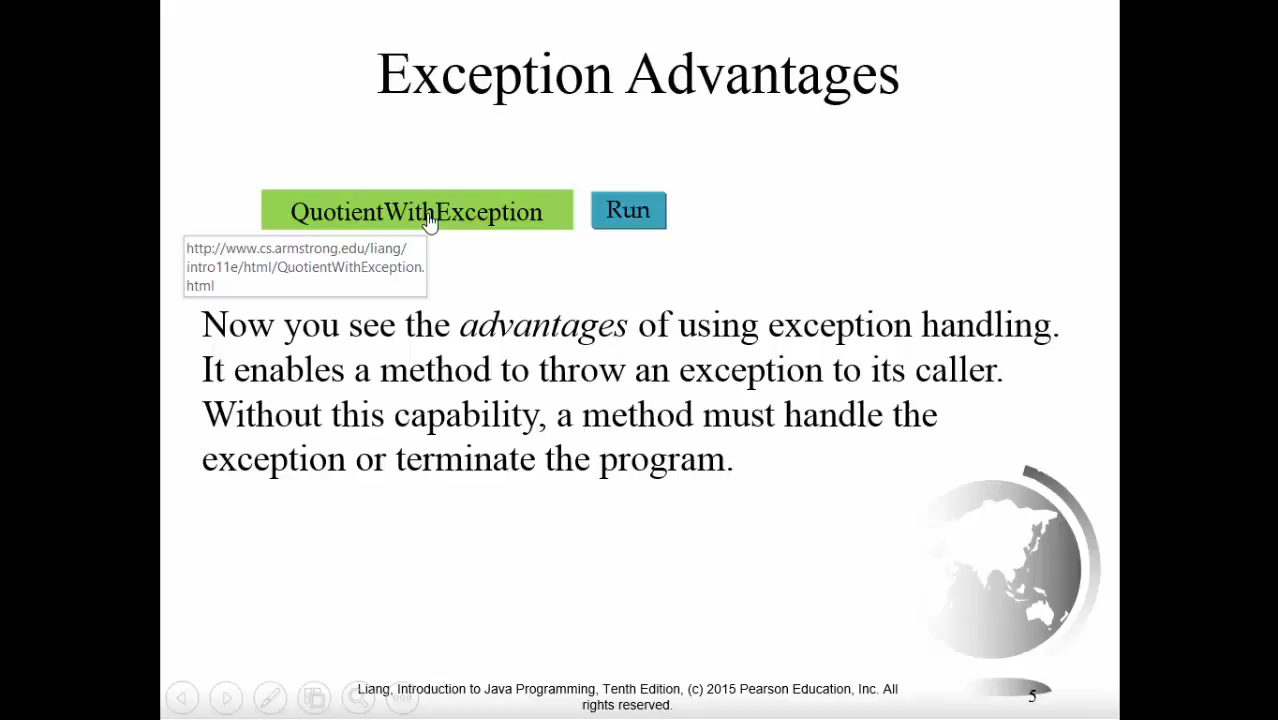 Exception Advantages
QuotientWithException
Run
http://www.cs.armstrong.edu/liang/
intro11e/html/QuotientWithException.
html
Now you see the advantages of using exception handling.
It enables a method to throw an exception to its caller.
Without this capability, a method must handle the
exception or terminate the program.
Liang, Introduction to Java Programming, Tenth Edition, (c) 2015 Pearson Education, Inc. All
rights reserved.
5